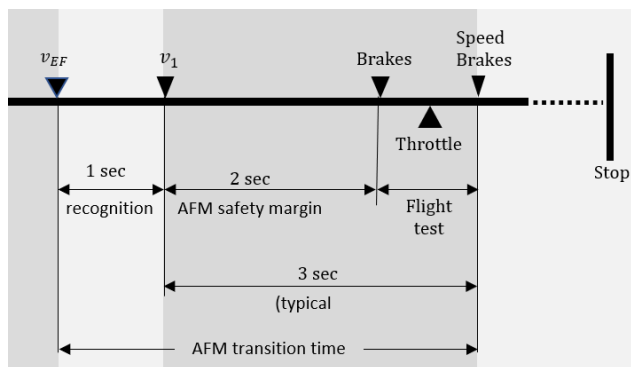 v_EF
v_1
Brakes
Speed
Brakes
Throttle
Stop
1 sec
recognition
2 sec
AFM safety margin
Flight
test
3 sec
(typical
AFM transition time